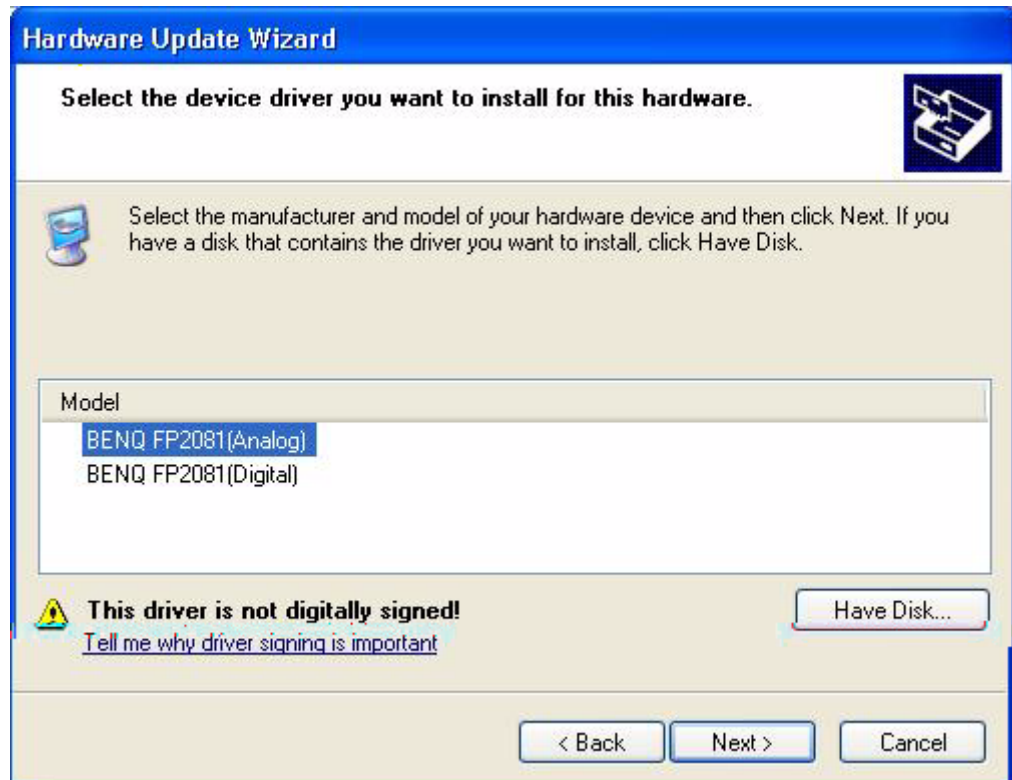 Hardware Update Wizard
Select the device driver you want to install for this hardware.
Select the manufacturer and model of your hardware device and then click Next. If you
have a disk that contains the driver you want to install, click Have Disk.
Model
BENQ FP2081(Analog)
BENQ FP2081(Digital)
This driver is not digitally signed!
Have Disk...
Tell me why driver signing is important
< Back
Next >
Cancel